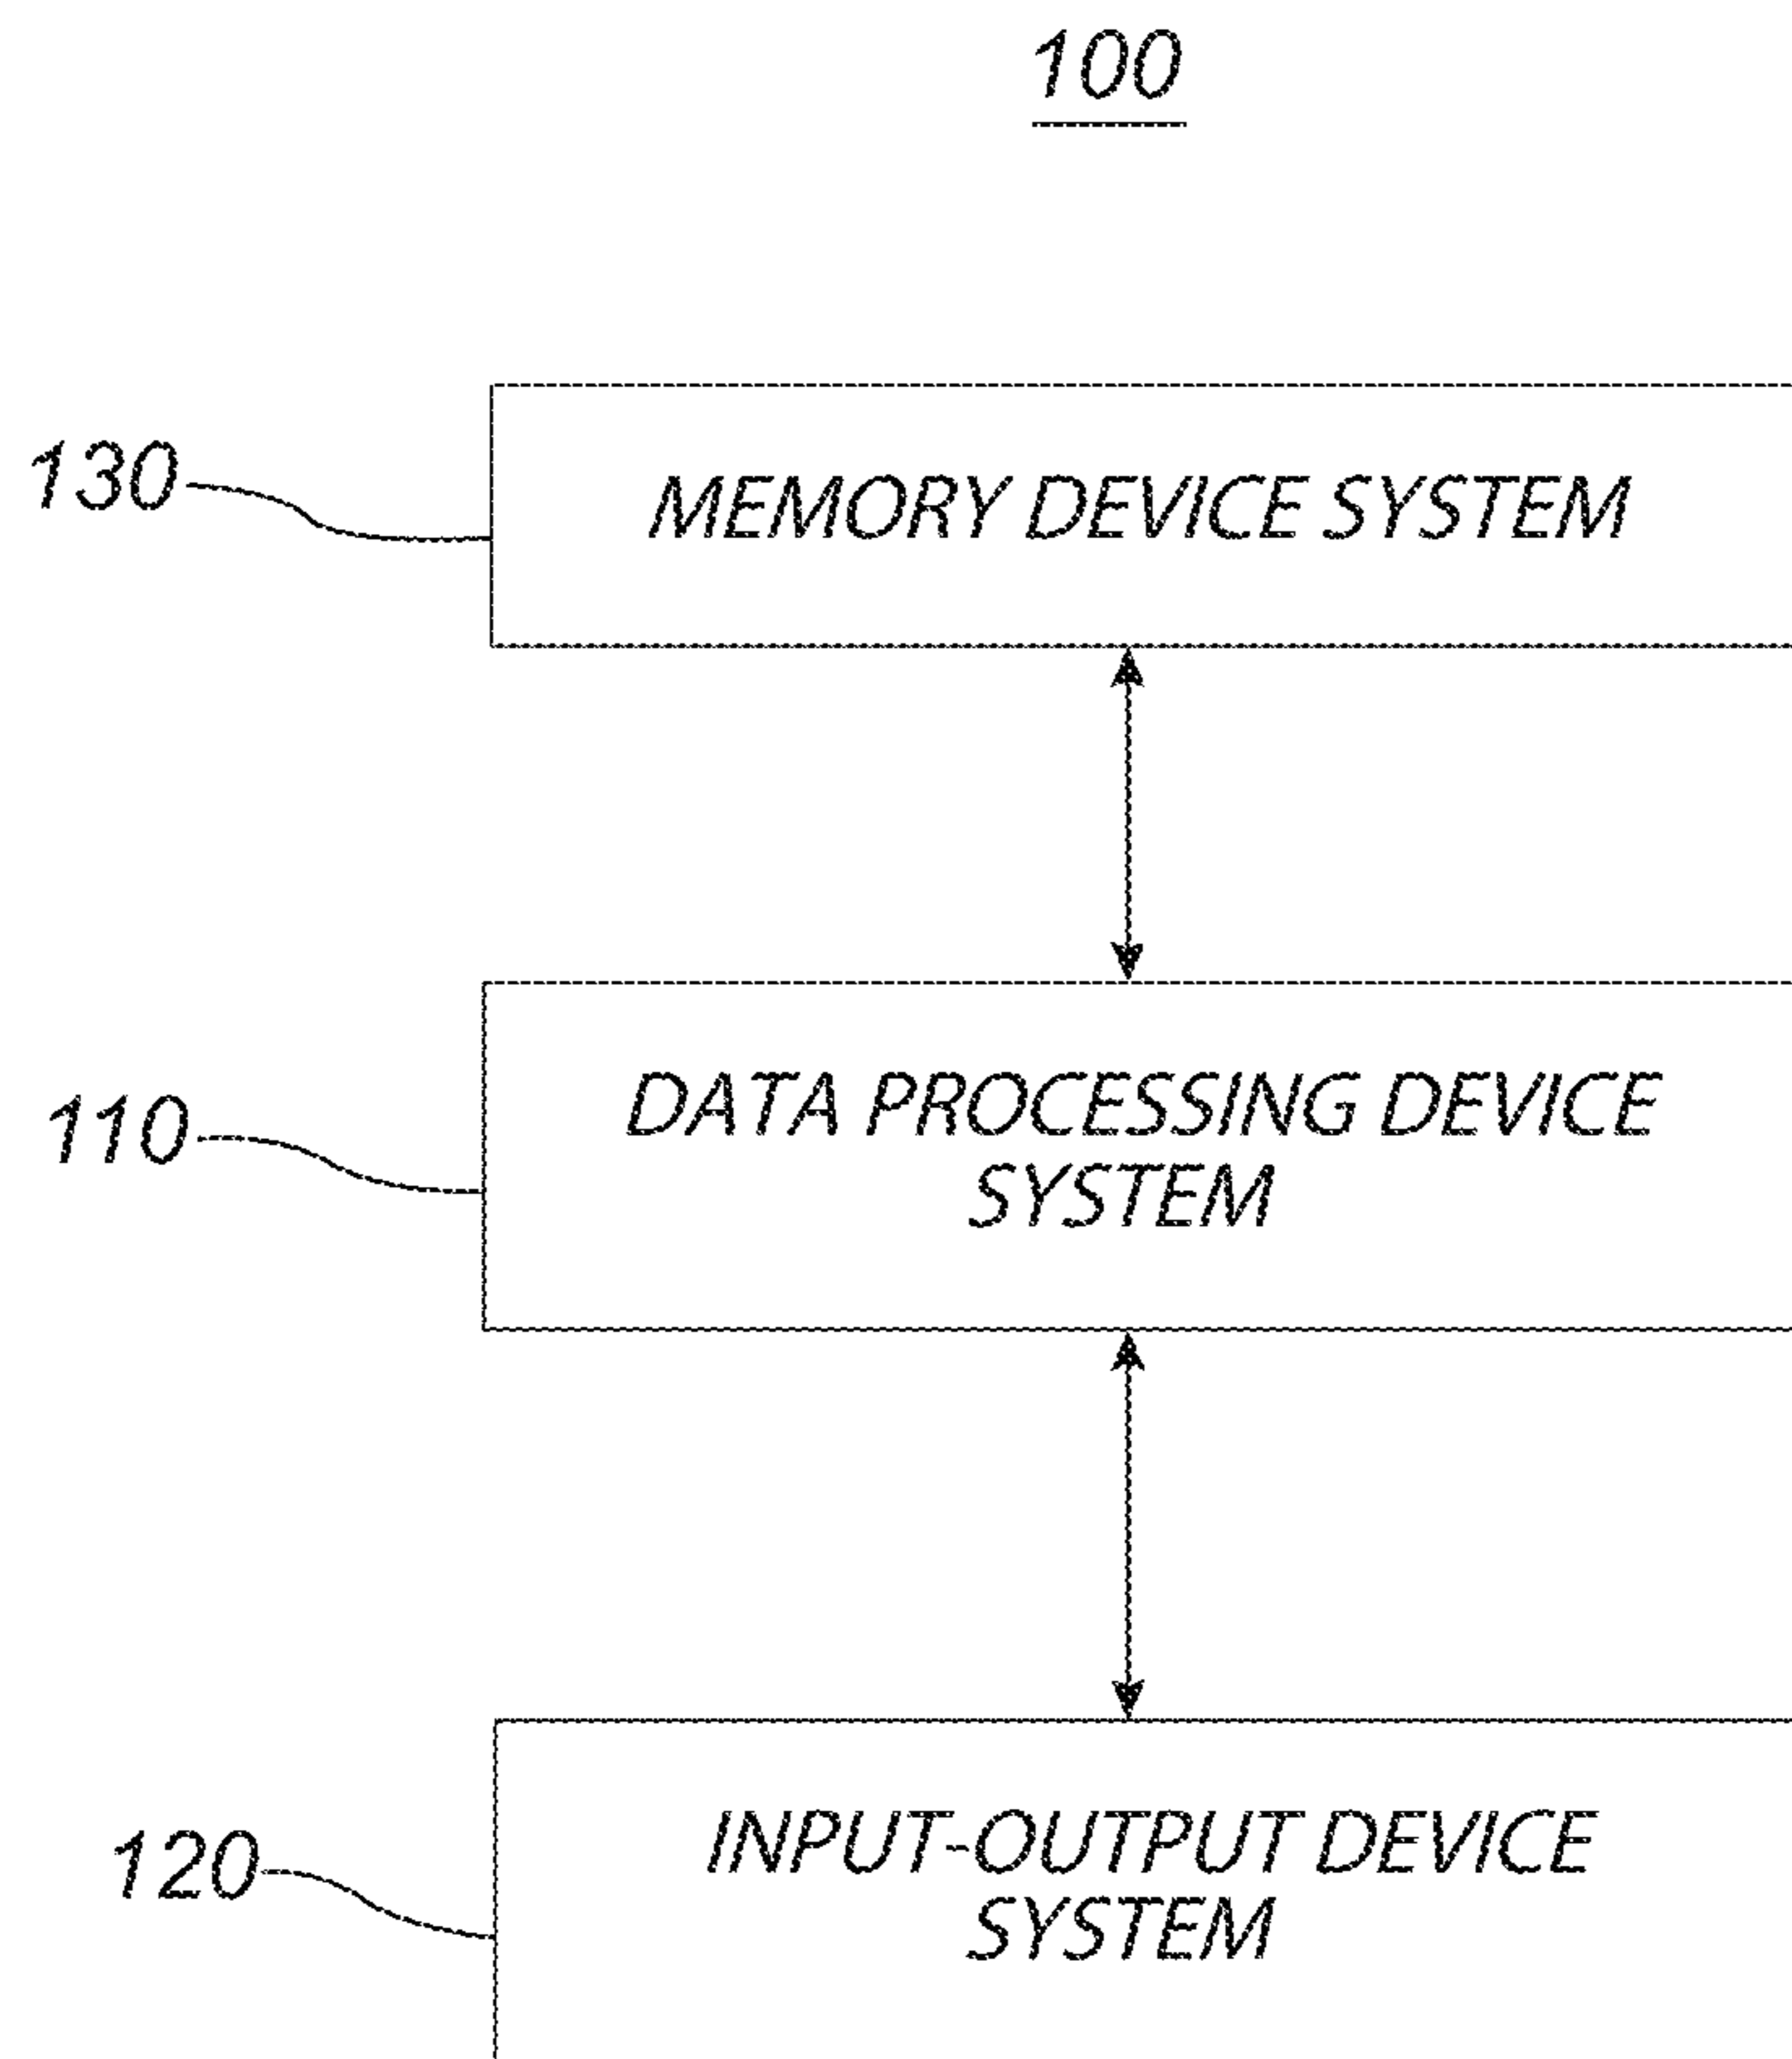 100
130
MEMORY DEVICE SYSTEM
110
DATA PROCESSING DEVICE
SYSTEM
120
INPUT-OUTPUT DEVICE
SYSTEM